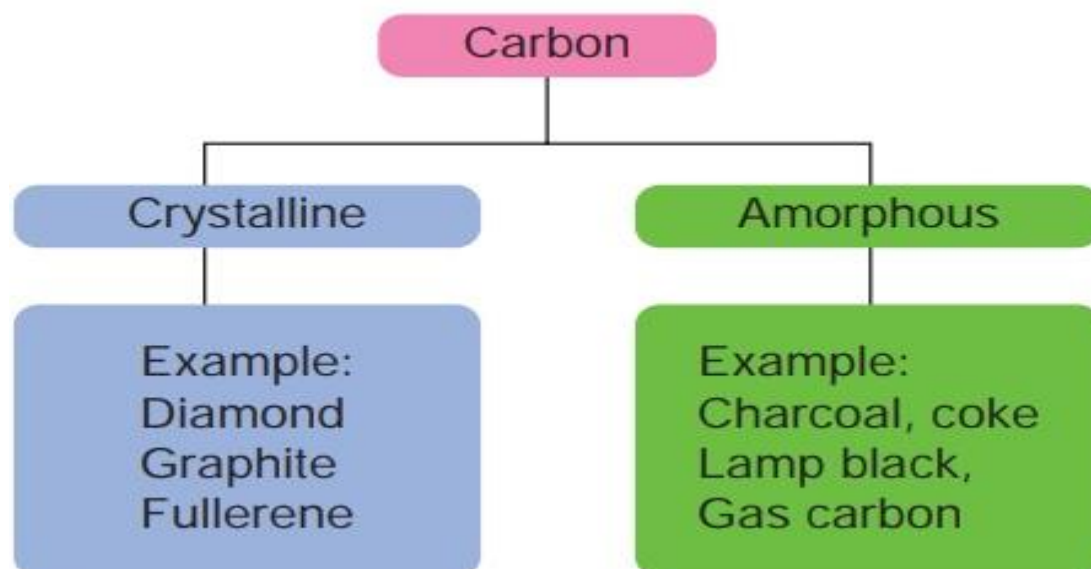 Carbon
Crystalline
Amorphous
Example:
Diamond
Graphite
Fullerene
Example:
Charcoal, coke
Lamp black,
Gas carbon